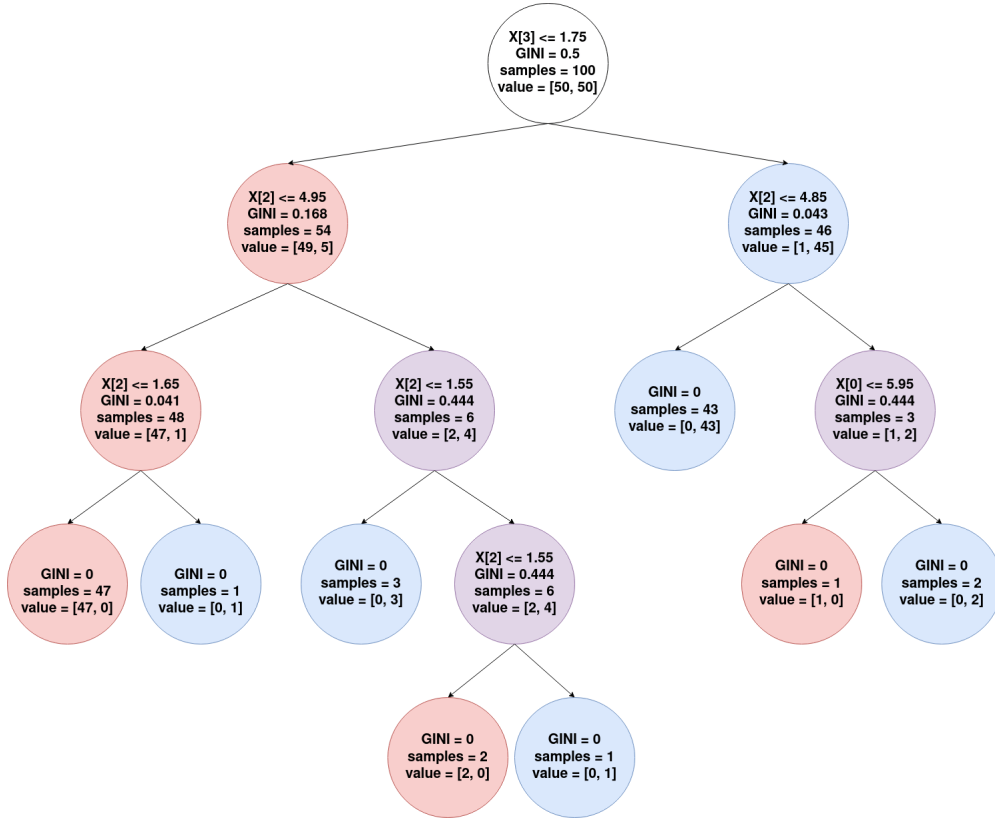 X[3] <= 1.75
GINI = 0.5
samples = 100
value = [50, 50]
X[2] <= 4.95
GINI = 0.168
samples = 54
value = [49, 5]
X[2] <= 4.85
GINI = 0.043
samples = 46
value = [1, 45]
X[2] <= 1.65
GINI = 0.041
samples = 48
value = [47, 1]
X[2] <= 1.55
GINI = 0.444
samples = 6
value = [2, 4]
GINI = 0
samples = 43
value = [0, 43]
X[0] <= 5.95
GINI = 0.444
samples = 3
value = [1, 2]
GINI = 0
samples = 47
value = [47, 0]
GINI = 0
samples = 1
value = [0, 1]
GINI = 0
samples = 3
value = [0, 3]
X[2] <= 1.55
GINI = 0.444
samples = 6
value = [2, 4]
GINI = 0
samples = 1
value = [1, 0]
GINI = 0
samples = 2
value = [0, 2]
GINI = 0
samples = 2
value = [2, 0]
GINI = 0
samples = 1
value = [0, 1]